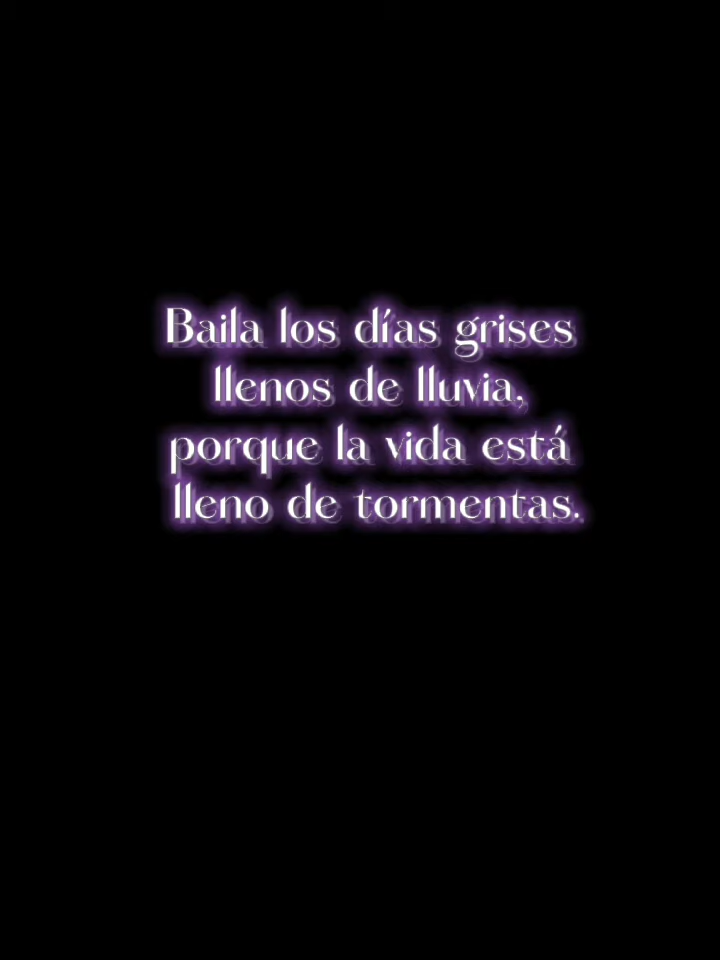 Baila los días grises
llenos de lluvia,
porque la vida está
lleno de tormentas.